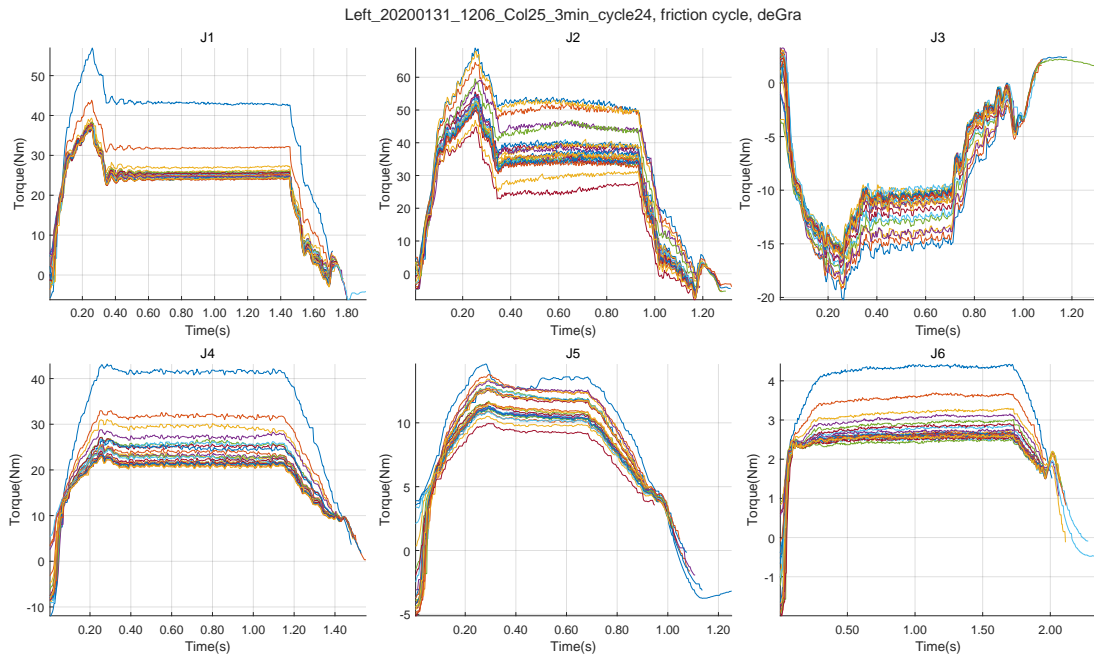 Left_20200131_1206_Col25_3min_cycle24, friction cycle, deGra
J1
Torque(Nm)
50
40
30
20
10
0
0.20 0.40 0.60 0.80 1.00 1.20 1.40 1.60 1.80
Time(s)
J2
Torque(Nm)
60
50
40
30
20
10
0
0.20 0.40 0.60 0.80 1.00 1.20
Time(s)
J3
Torque(Nm)
0
-5
-10
-15
-20
0.20 0.40 0.60 0.80 1.00 1.20
Time(s)
J4
Torque(Nm)
40
30
20
10
0
-10
0.20 0.40 0.60 0.80 1.00 1.20 1.40
Time(s)
J5
Torque(Nm)
10
5
0
-5
0.20 0.40 0.60 0.80 1.00 1.20
Time(s)
J6
Torque(Nm)
4
3
2
1
0
-1
0.50 1.00 1.50 2.00
Time(s)